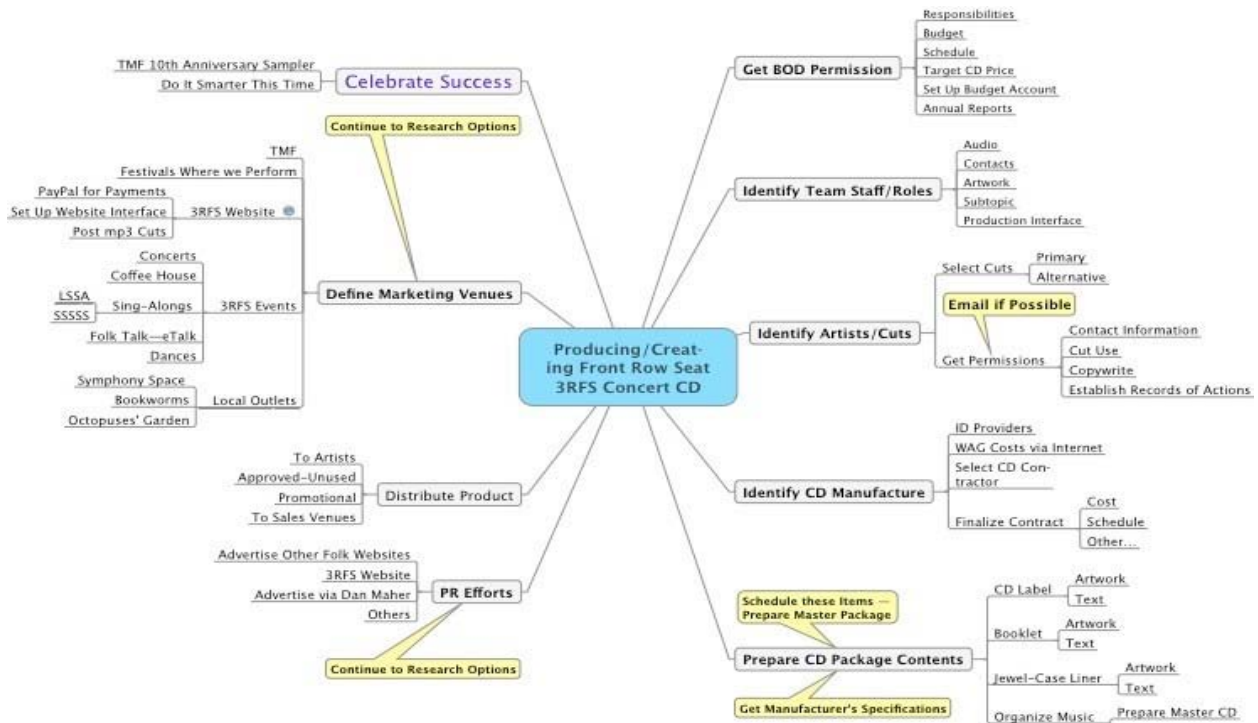 Producing/Creat-
ing Front Row Seat
3RFS Concert CD
Get BOD Permission
Responsibilities
Budget
Schedule
Target CD Price
Set Up Budget Account
Annual Reports
Identify Team Staff/Roles
Audio
Contacts
Artwork
Subtopic
Production Interface
Identify Artists/Cuts
Select Cuts
Primary
Alternative
Email if Possible
Get Permissions
Contact Information
Cut Use
Copywrite
Establish Records of Actions
Identify CD Manufacture
ID Providers
WAG Costs via Internet
Select CD Con-
tractor
Finalize Contract
Cost
Schedule
Other...
Schedule these Items —
Prepare Master Package
Prepare CD Package Contents
Get Manufacturer's Specifications
CD Label
Artwork
Text
Booklet
Artwork
Text
Jewel-Case Liner
Artwork
Text
Organize Music
Prepare Master CD
Celebrate Success
TMF 10th Anniversary Sampler
Do It Smarter This Time
Continue to Research Options
Define Marketing Venues
TMF
Festivals Where we Perform
3RFS Website
PayPal for Payments
Set Up Website Interface
Post mp3 Cuts
3RFS Events
Concerts
Coffee House
Sing-Alongs
LSSA
SSSSS
Folk Talk—eTalk
Dances
Local Outlets
Symphony Space
Bookworms
Octopuses' Garden
Distribute Product
To Artists
Approved-Unused
Promotional
To Sales Venues
PR Efforts
Advertise Other Folk Websites
3RFS Website
Advertise via Dan Maher
Others
Continue to Research Options